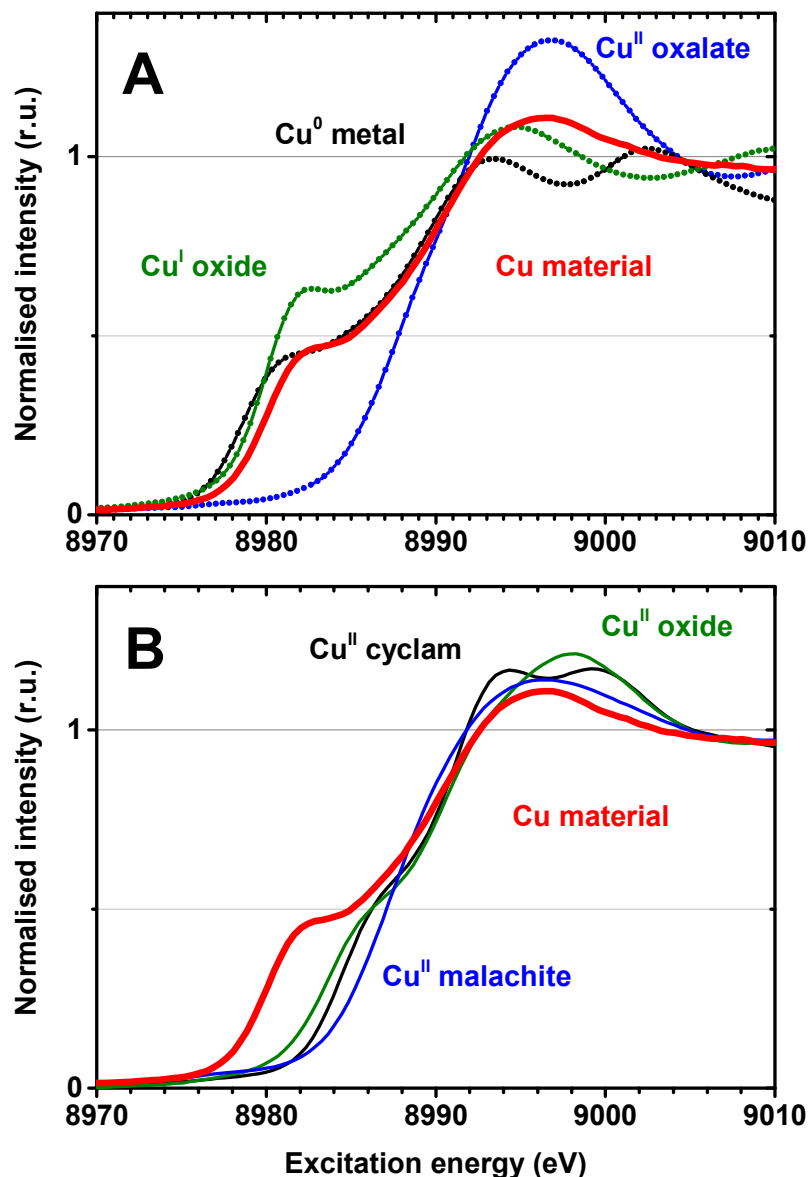 A
Cu^II oxalate
Cu^0 metal
Cu^I oxide
Cu material
Normalised intensity (r.u.)
1
0
8970 8980 8990 9000 9010
B
Cu^II cyclam
Cu^II oxide
Cu material
Cu^II malachite
Normalised intensity (r.u.)
1
0
8970 8980 8990 9000 9010
Excitation energy (eV)